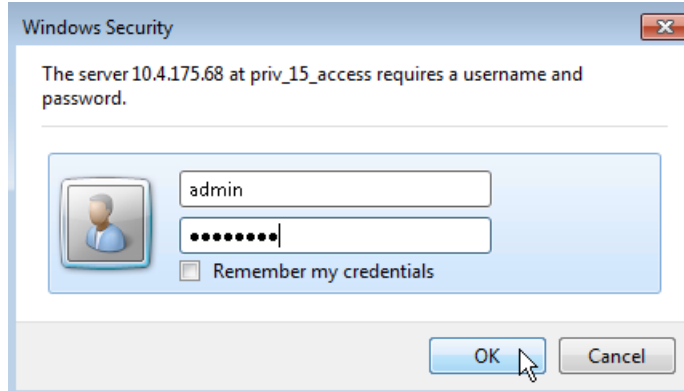 Windows Security
The server 10.4.175.68 at priv_15_access requires a username and
password.
admin
••••••••
Remember my credentials
OK
Cancel